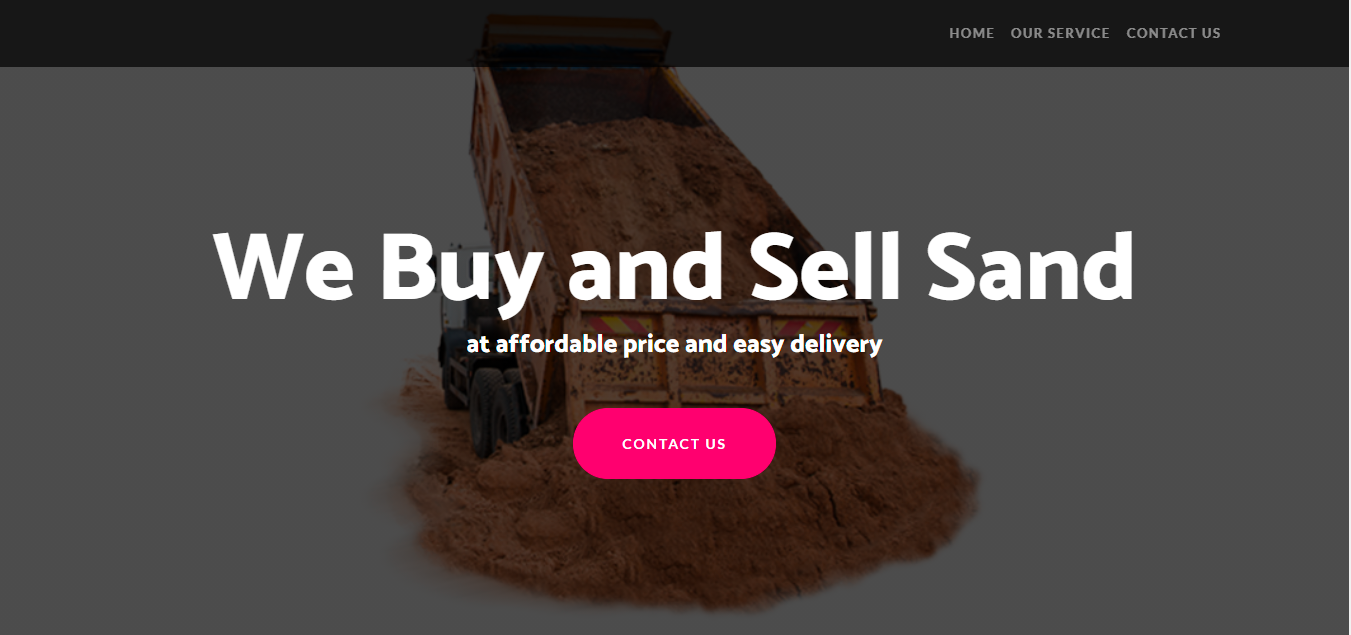 HOME OUR SERVICE CONTACT US
We Buy and Sell Sand
at affordable price and easy delivery
CONTACT US